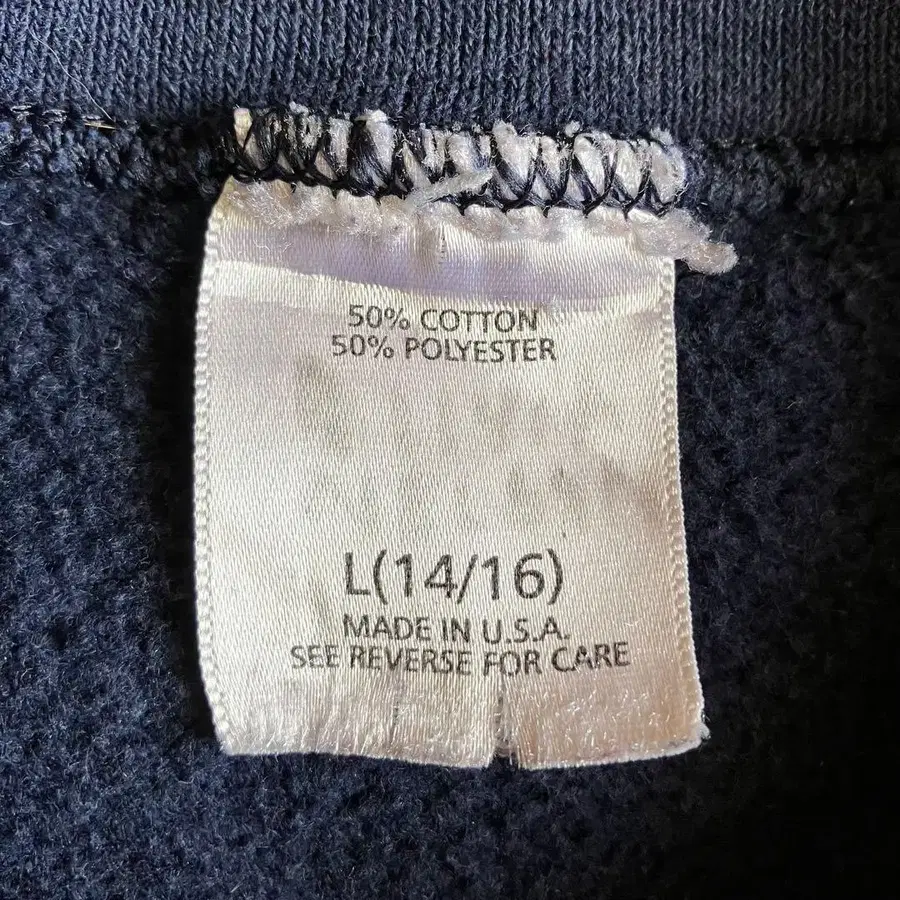 50% COTTON
50% POLYESTER
L(14/16)
MADE IN U.S.A.
SEE REVERSE FOR CARE